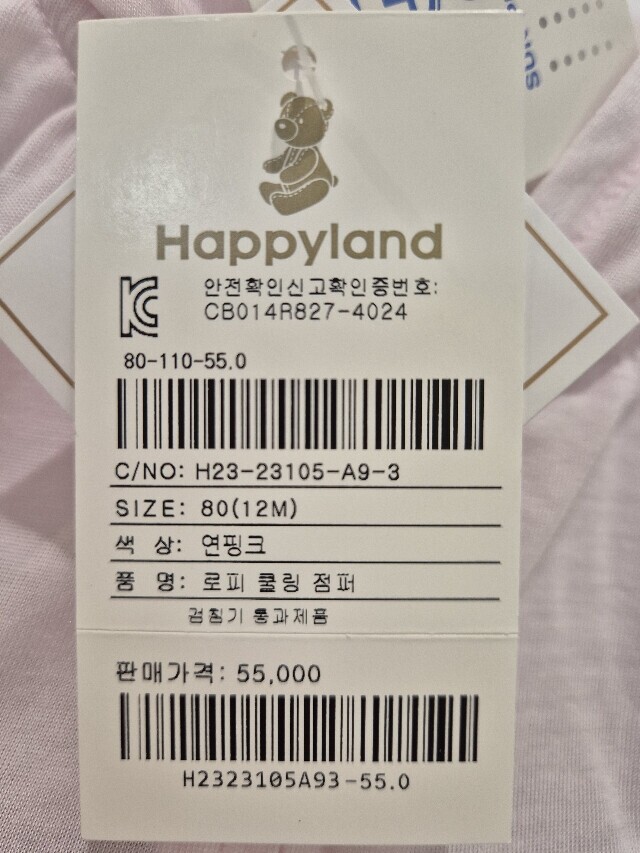 Happyland
안전확인신고확인증번호:
CB014R827-4024
80-110-55.0
C/NO: H23-23105-A9-3
SIZE: 80(12M)
색 상: 연핑크
품 명: 로피 쿨링 점퍼
검침기 통과제품
판매가격: 55,000
H2323105A93-55.0